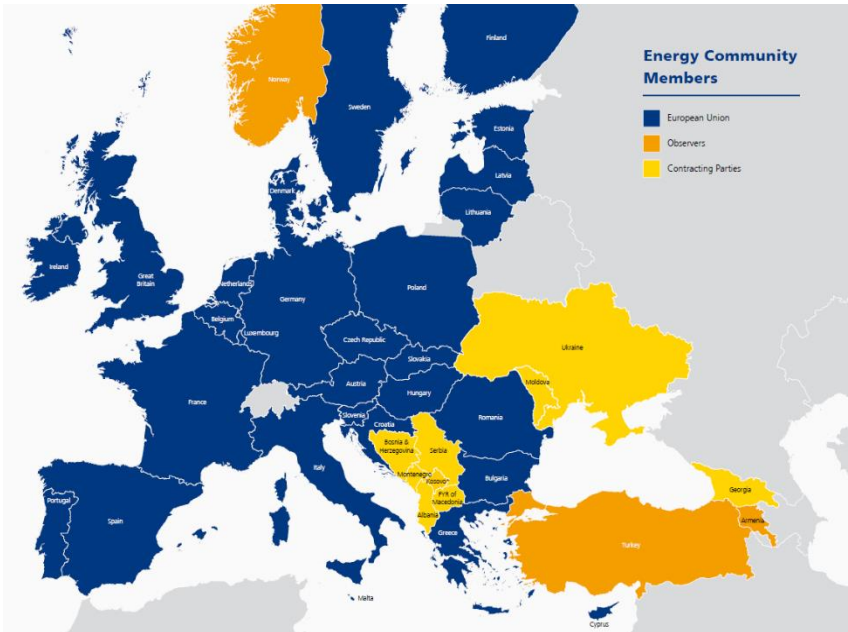 Energy Community
Members
European Union
Observers
Contracting Parties
Finland
Norway
Sweden
Estonia
Latvia
Denmark
Lithuania
Ireland
Great
Britain
Netherlands
Poland
Germany
Belgium
Luxembourg
Czech Republic
Ukraine
Slovakia
Austria
Moldova
Hungary
France
Slovenia
Romania
Croatia
Bosnia &
Herzegovina
Serbia
Italy
Montenegro
Kosovo*
Bulgaria
FYR of
Macedonia
Georgia
Portugal
Albania
Spain
Armenia
Turkey
Greece
Malta
Cyprus